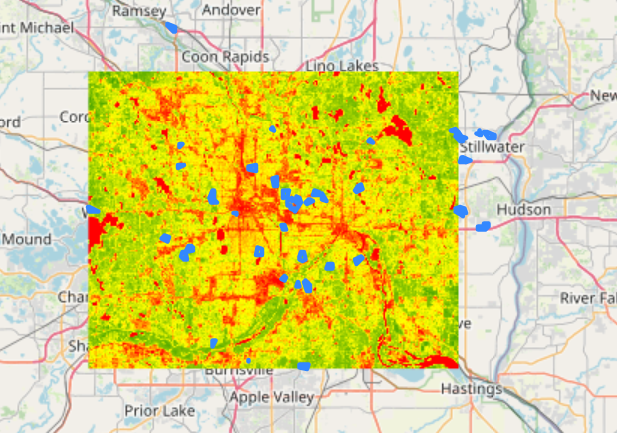 Ramsey
Andover
nt Michael
Coon Rapids
Lino Lakes
New
ord
Corc
Stillwater
W
Hudson
Mound
Cha
River Fal
Sha
ve
Burnsville
Hastings
Apple Valley
Prior Lake